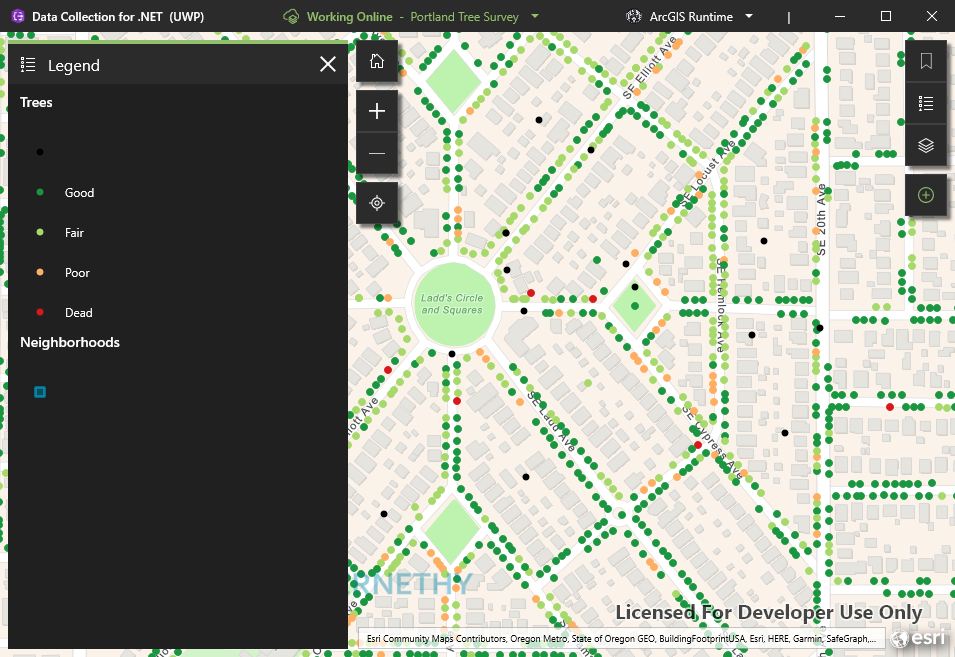 Data Collection for .NET (UWP)
Working Online - Portland Tree Survey
ArcGIS Runtime
Legend
Trees
Good
Fair
Poor
Dead
Neighborhoods
SE Elliott Ave
SE Locust Ave
SE 20th Ave
SE Hemlock Ave
Ladd's Circle
and Squares
SE Ladd Ave
SE Cypress Ave
iott Ave
RNETHY
Licensed For Developer Use Only
Esri Community Maps Contributors, Oregon Metro, State of Oregon GEO, BuildingFootprintUSA, Esri, HERE, Garmin, SafeGraph,...
esri